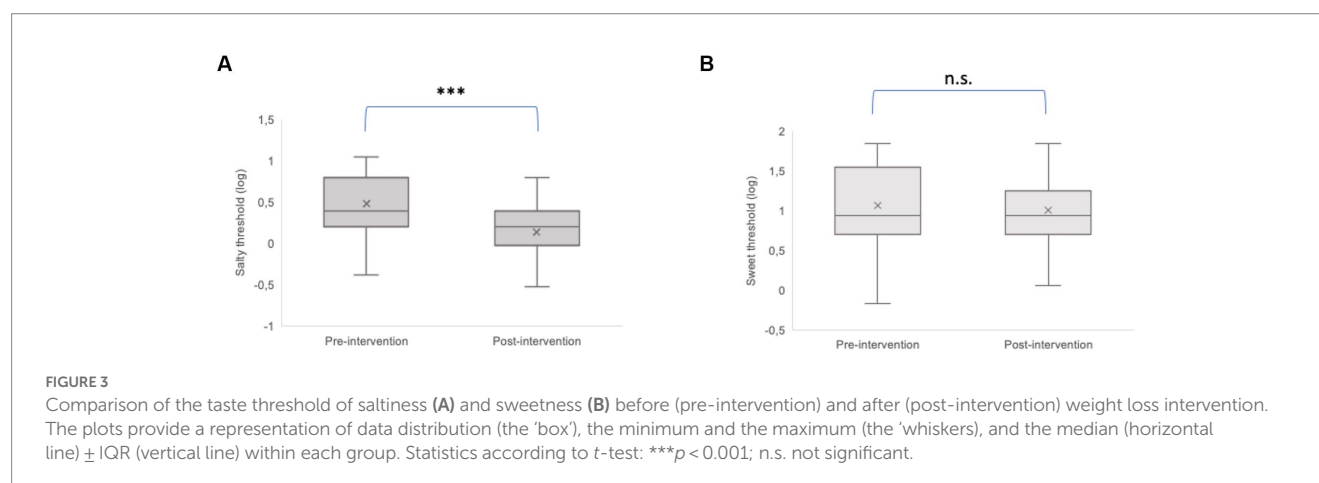 A
***
1,5
1
0,5
0
-0,5
-1
Salty threshold (log)
Pre-intervention
Post-intervention
B
n.s.
2
1,5
1
0,5
0
-0,5
Sweet threshold (log)
Pre-intervention
Post-intervention
FIGURE 3
Comparison of the taste threshold of saltiness (A) and sweetness (B) before (pre-intervention) and after (post-intervention) weight loss intervention.
The plots provide a representation of data distribution (the ‘box’), the minimum and the maximum (the ‘whiskers), and the median (horizontal
line) ± IQR (vertical line) within each group. Statistics according to t-test: ***p < 0.001; n.s. not significant.